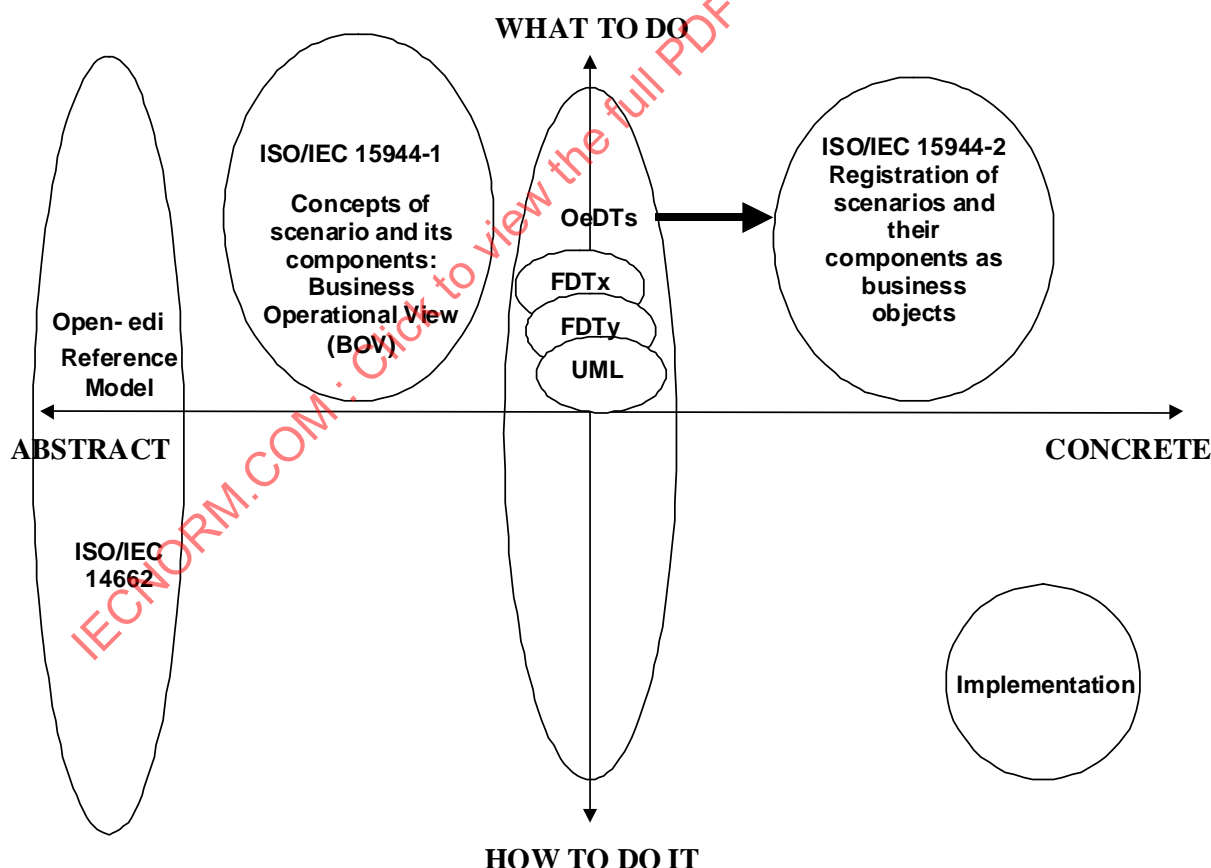 WHAT TO DO
ISO/IEC 15944-1
Concepts of
scenario and its
components:
Business
Operational View
(BOV)
OeDTs
FDTx
FDTy
UML
ISO/IEC 15944-2
Registration of
scenarios and
their
components as
business
objects
Open- edi
Reference
Model
ABSTRACT
CONCRETE
ISO/IEC
14662
Implementation
HOW TO DO IT
IECNORM.COM : Click to view the full PDF